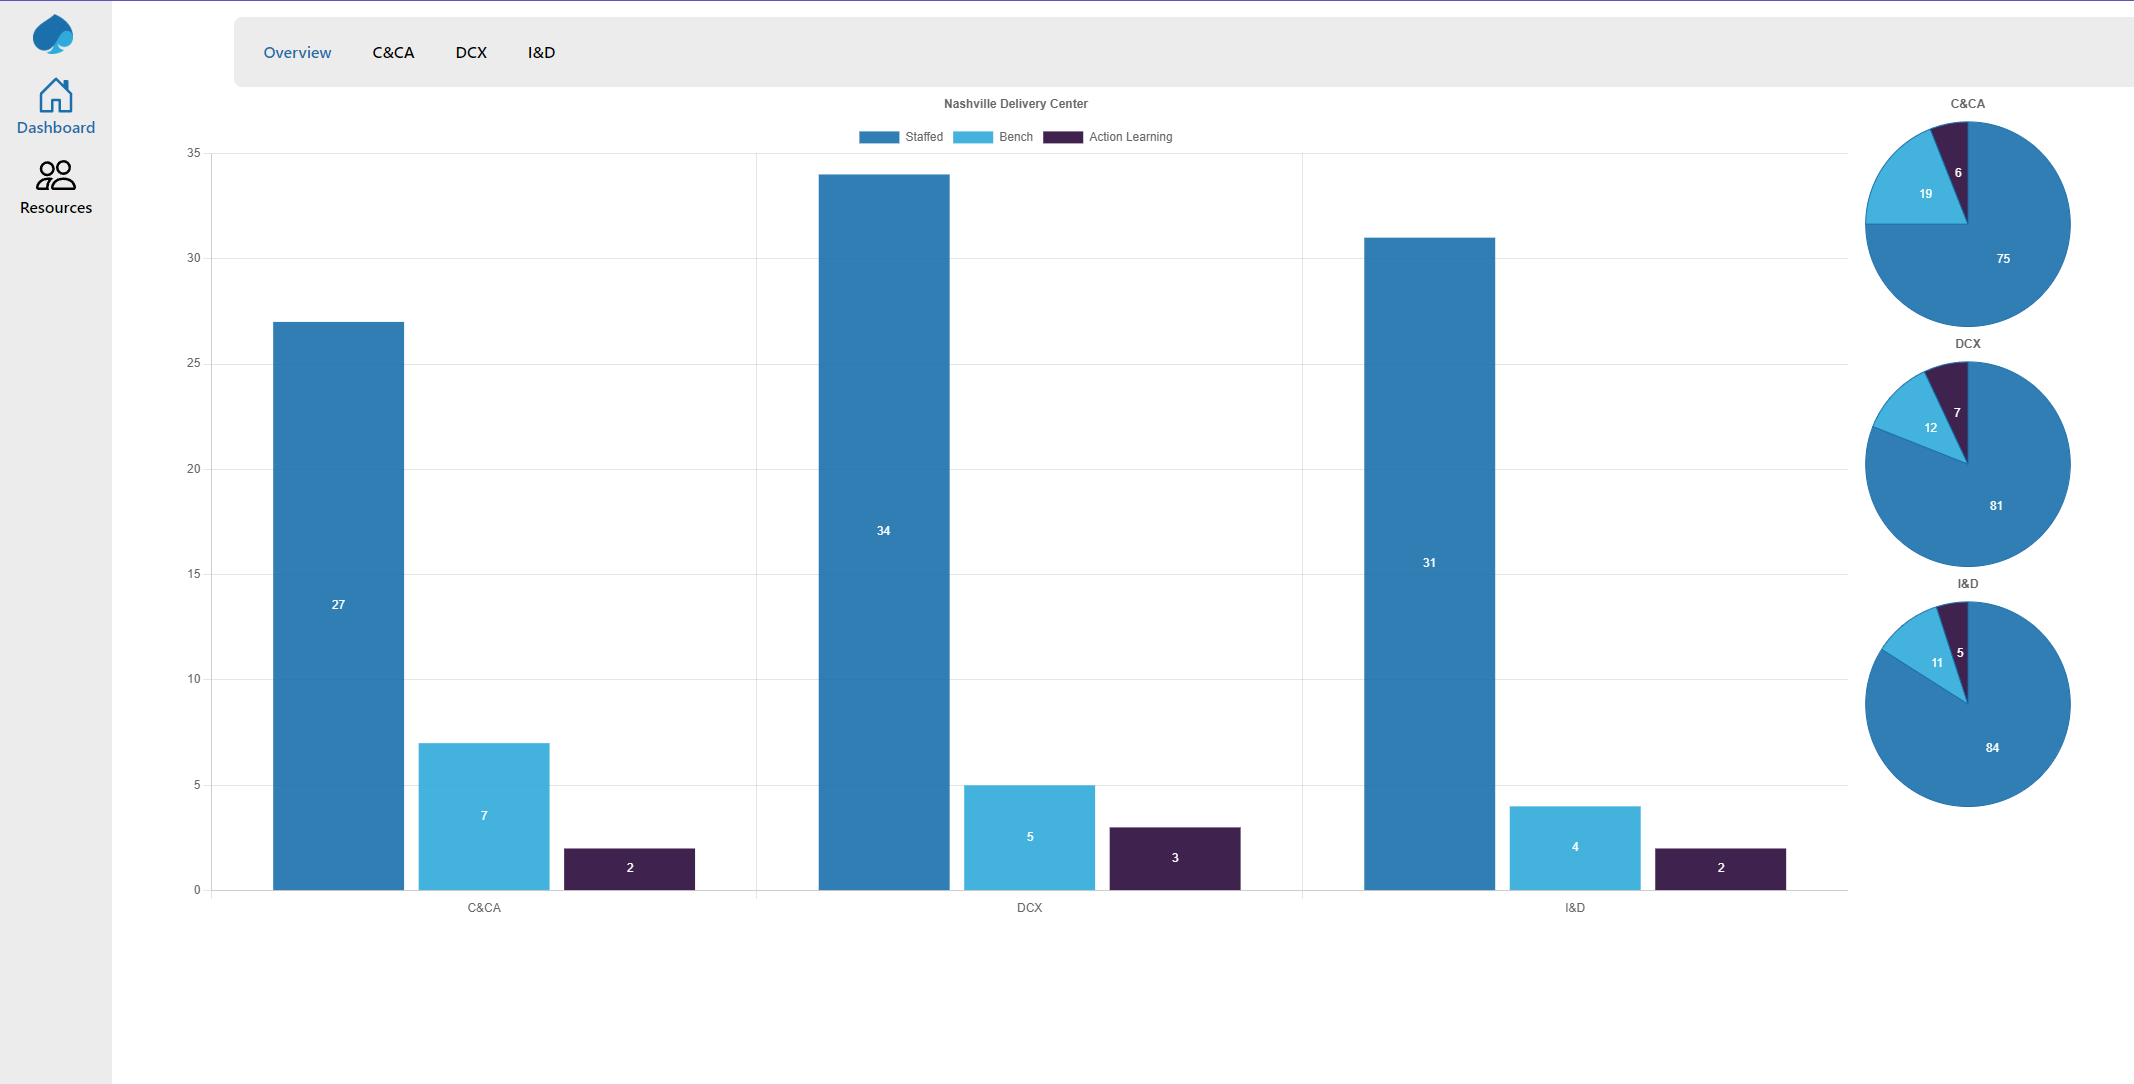 Overview C&CA DCX I&D
Dashboard
Resources
Nashville Delivery Center
Staffed Bench Action Learning
35
30
25
20
15
10
5
0
27
7
2
34
5
3
31
4
2
C&CA DCX I&D
C&CA
6
19
75
DCX
7
12
81
I&D
5
11
84